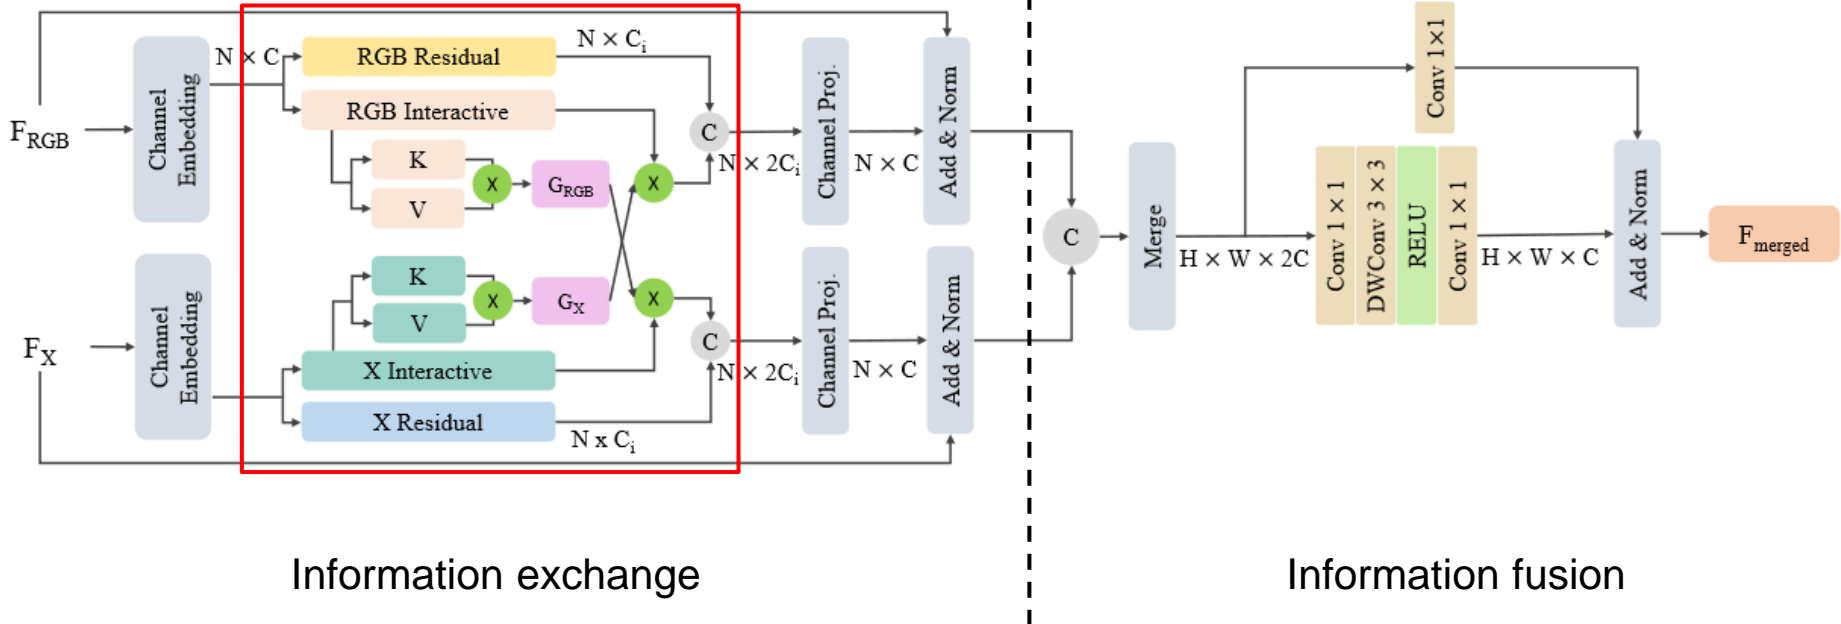 F_RGB
Channel
Embedding
N × C
RGB Residual
N × C_i
RGB Interactive
K
V
X
G_RGB
X
C
N × 2C_i
Channel Proj.
N × C
Add & Norm
F_X
Channel
Embedding
K
V
X
G_X
X
X Interactive
X Residual
N x C_i
C
N × 2C_i
Channel Proj.
N × C
Add & Norm
C
Merge
H × W × 2C
Conv 1×1
Conv 1 × 1
DWConv 3 × 3
RELU
Conv 1 × 1
H × W × C
Add & Norm
F_merged
Information exchange
Information fusion